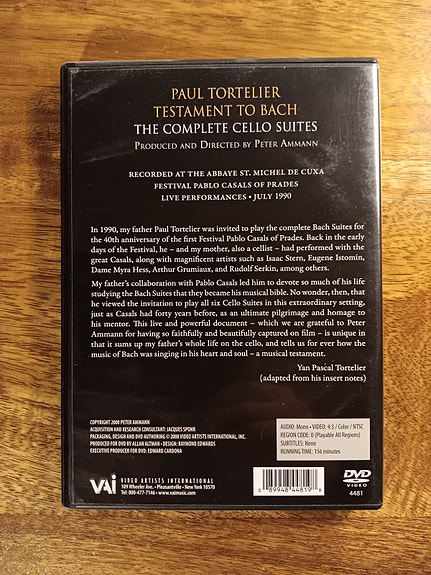 PAUL TORTELIER
TESTAMENT TO BACH
THE COMPLETE CELLO SUITES
PRODUCED AND DIRECTED BY PETER AMMANN
RECORDED AT THE ABBAYE ST. MICHEL DE CUXA
FESTIVAL PABLO CASALS OF PRADES
LIVE PERFORMANCES • JULY 1990
In 1990, my father Paul Tortelier was invited to play the complete Bach Suites for
the 40th anniversary of the first Festival Pablo Casals of Prades. Back in the early
days of the Festival, he – and my mother, also a cellist – had performed with the
great Casals, along with magnificent artists such as Isaac Stern, Eugene Istomin,
Dame Myra Hess, Arthur Grumiaux, and Rudolf Serkin, among others.
My father's collaboration with Pablo Casals led him to devote so much of his life
studying the Bach Suites that they became his musical bible. No wonder, then, that
he viewed the invitation to play all six Cello Suites in this extraordinary setting,
just as Casals had forty years before, as an ultimate pilgrimage and homage to
his mentor. This live and powerful document – which we are grateful to Peter
Ammann for having so faithfully and beautifully captured on film – is unique in
that it sums up my father's whole life on the cello, and tells us for ever how the
music of Bach was singing in his heart and soul – a musical testament.
Yan Pascal Tortelier
(adapted from his insert notes)
COPYRIGHT 2000 PETER AMMANN
ACQUISITION AND RESEARCH CONSULTANT: JACQUES SPOHR
PACKAGING, DESIGN AND DVD AUTHORING © 2008 VIDEO ARTISTS INTERNATIONAL, INC.
PRODUCED FOR DVD BY ALLAN ALTMAN • DESIGN: RAYMOND EDWARDS
EXECUTIVE PRODUCER FOR DVD: EDWARD CARDONA
AUDIO: Mono • VIDEO: 4:3 / Color / NTSC
REGION CODE: 0 (Playable All Regions)
SUBTITLES: None
RUNNING TIME: 156 minutes
VAI
VIDEO ARTISTS INTERNATIONAL
109 Wheeler Ave. • Pleasantville • New York 10570
Tel: 800-477-7146 • www.vaimusic.com
0 89948 44819 8
DVD
VIDEO
4481